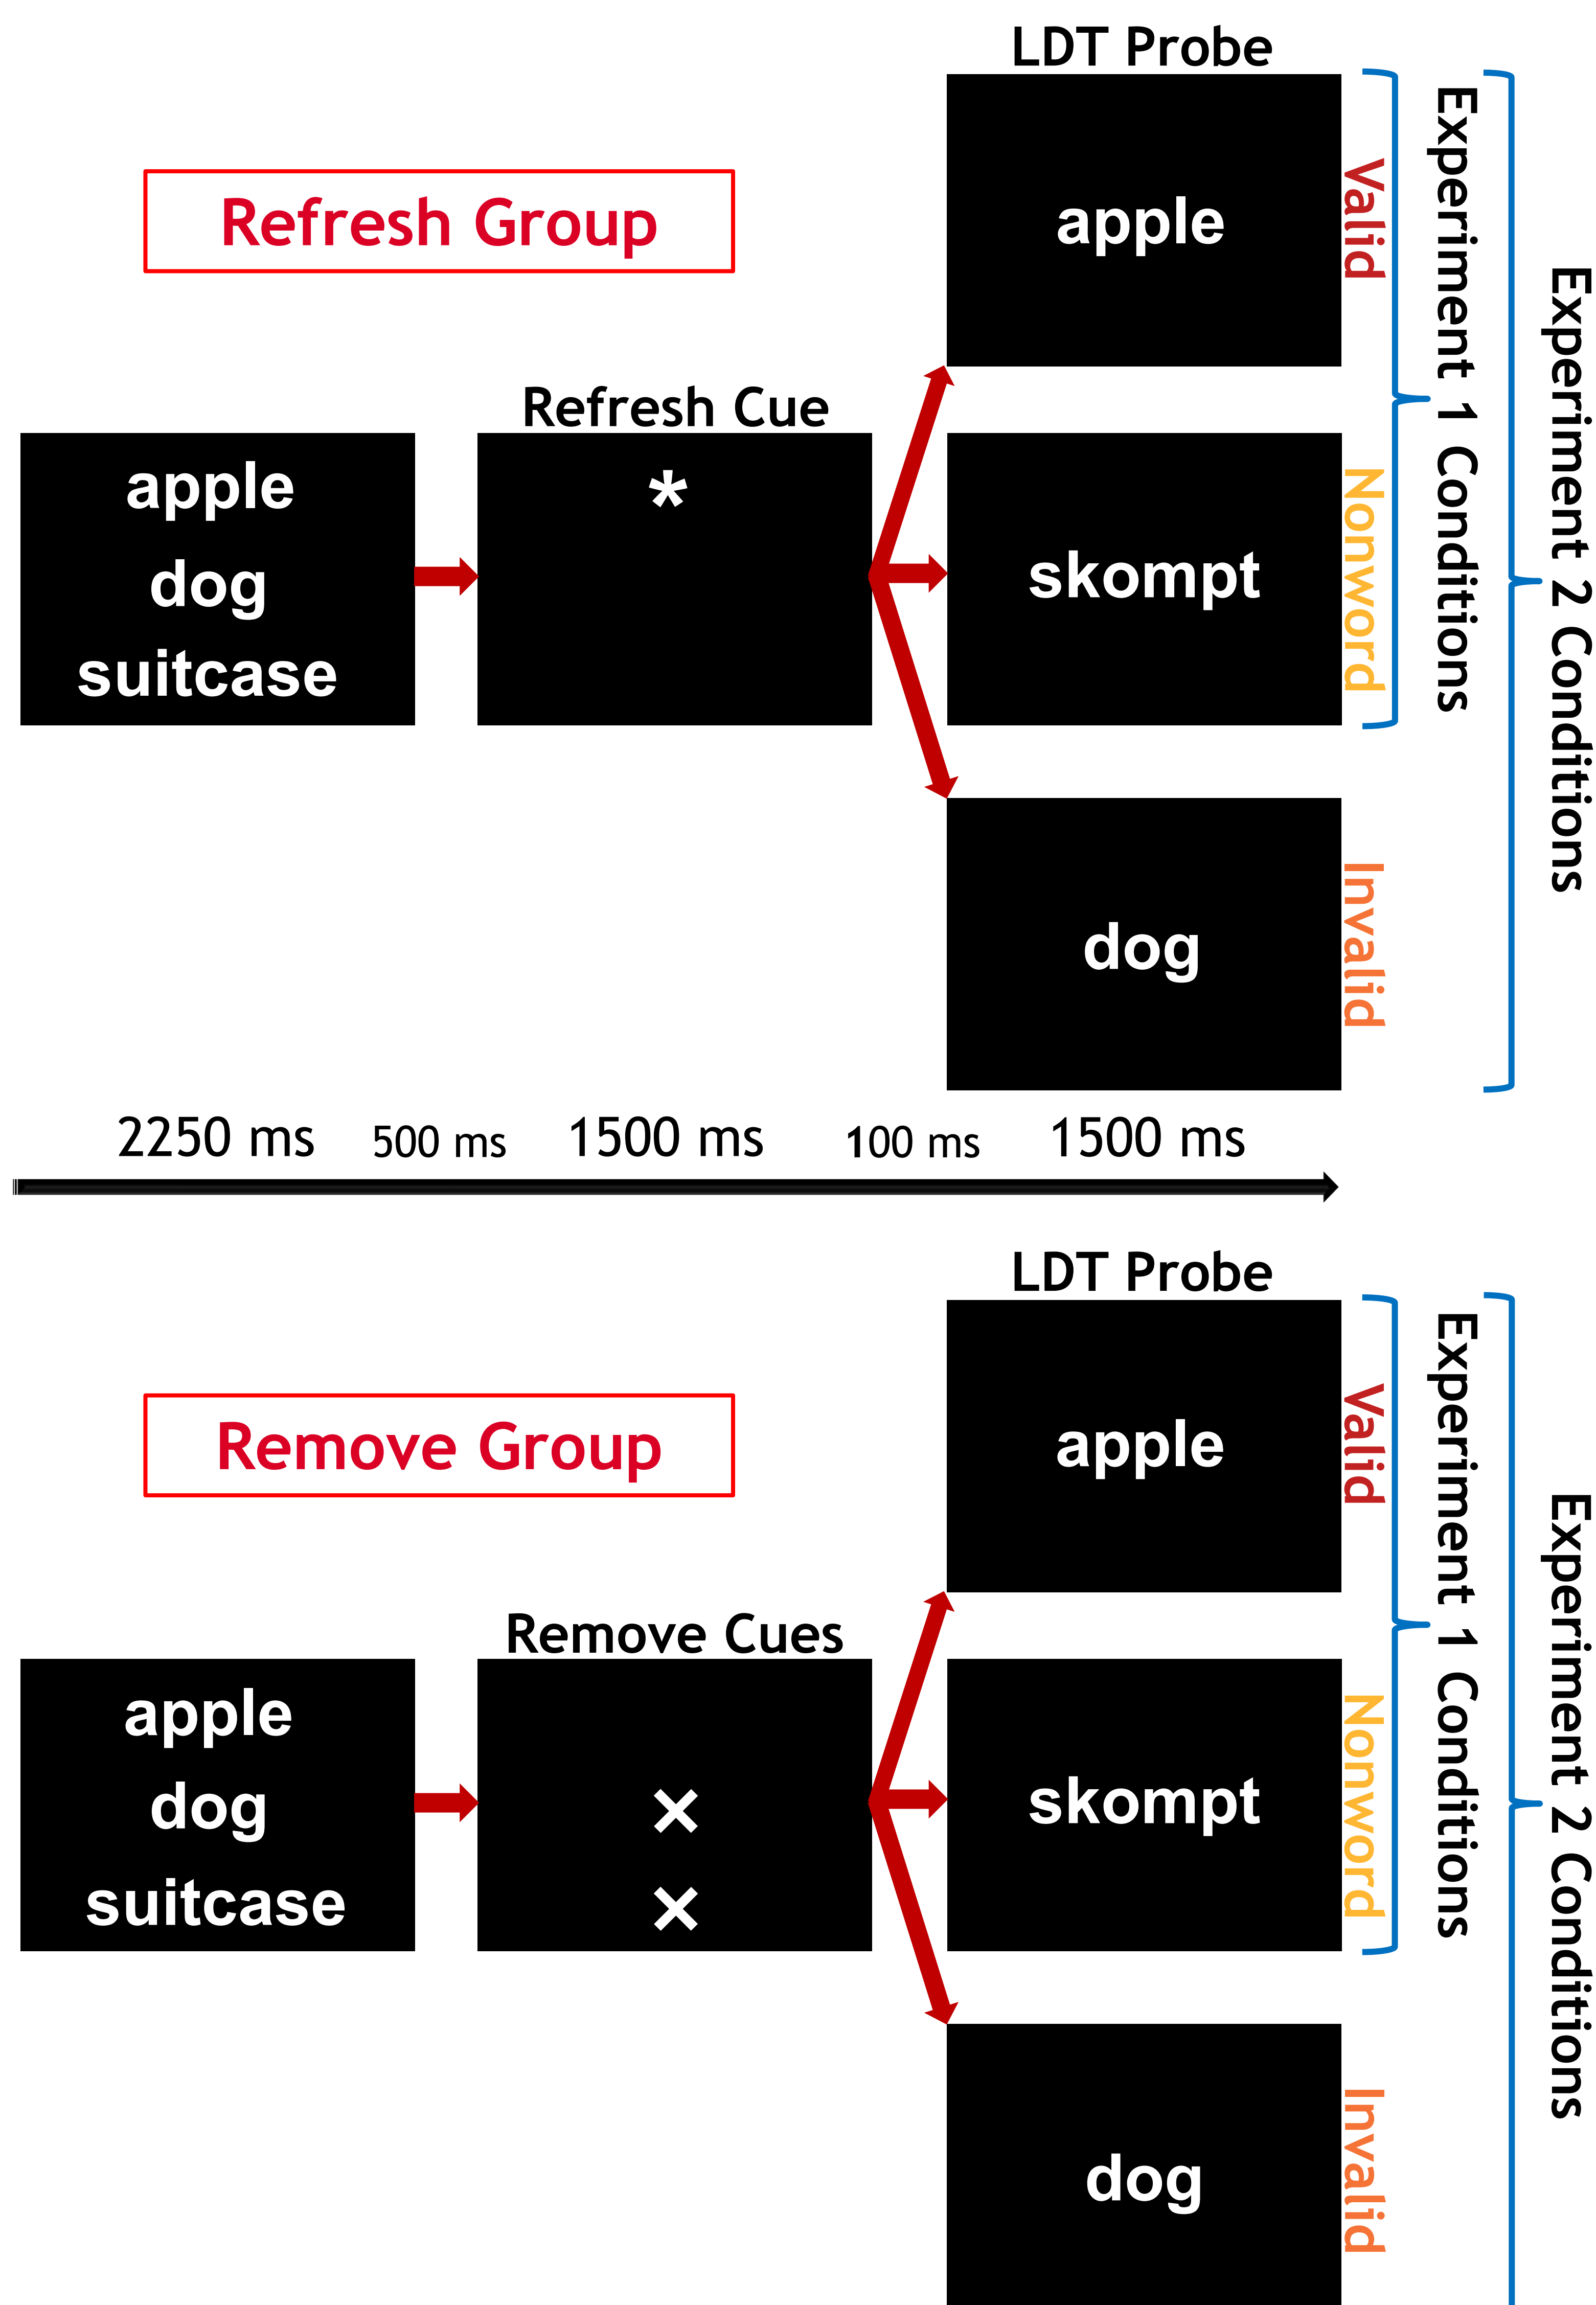 LDT Probe
Refresh Group
apple
Valid
Experiment 1 Conditions
Experiment 2 Conditions
Refresh Cue
apple
dog
suitcase
*
skompt
Nonword
dog
Invalid
2250 ms 500 ms 1500 ms 100 ms 1500 ms
LDT Probe
Remove Group
apple
Valid
Experiment 1 Conditions
Experiment 2 Conditions
Remove Cues
apple
dog
suitcase
×
×
skompt
Nonword
dog
Invalid